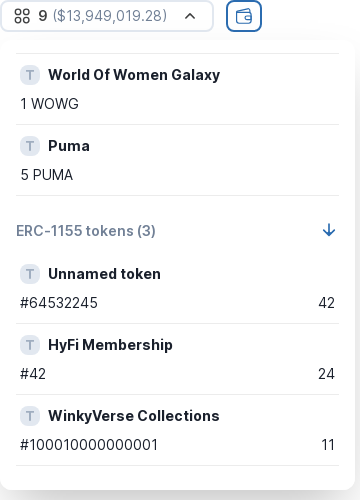 9 ($13,949,019.28)
T World Of Women Galaxy
1 WOWG
T Puma
5 PUMA
ERC-1155 tokens (3)
T Unnamed token
#64532245 42
T HyFi Membership
#42 24
T WinkyVerse Collections
#100010000000001 11